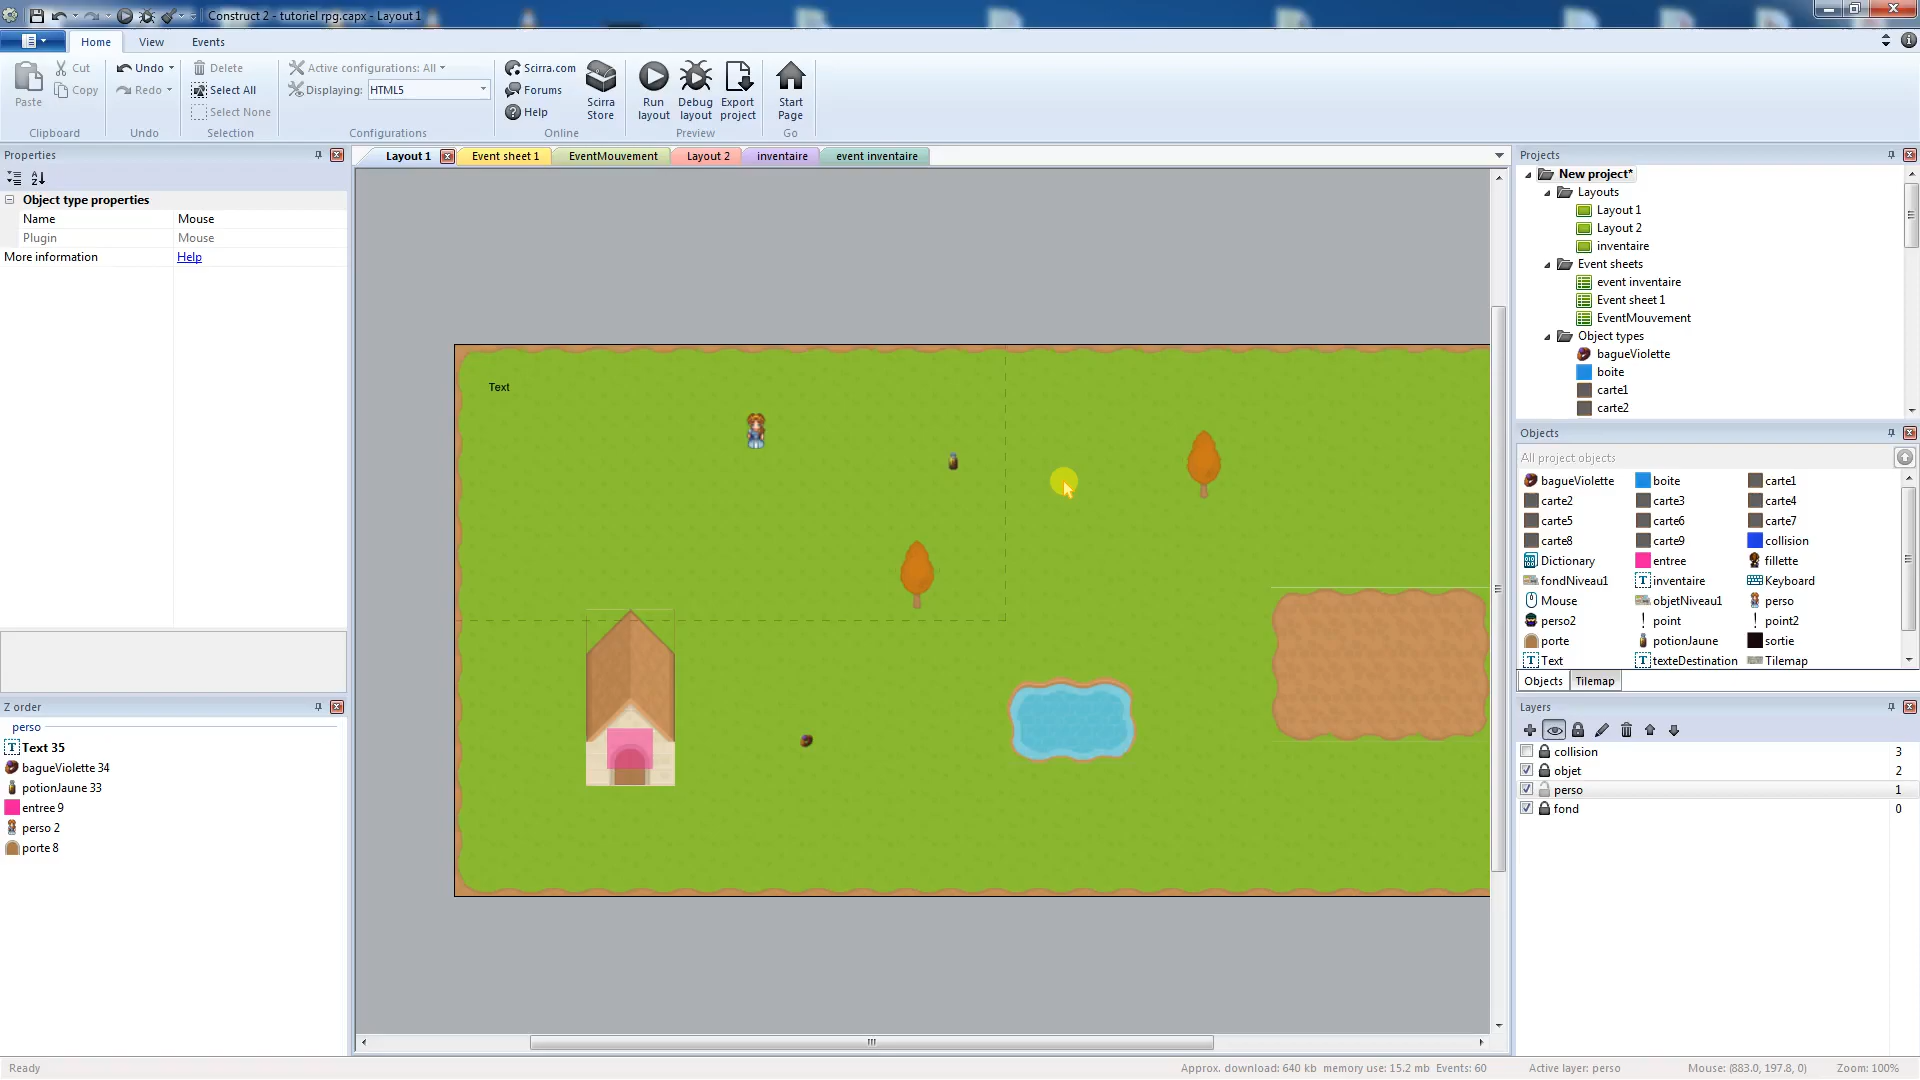 Construct 2 - tutoriel rpg.capx - Layout 1
Home
View
Events
Paste
Cut
Copy
Clipboard
Undo
Redo
Undo
Delete
Select All
Select None
Selection
Active configurations: All
Displaying: HTML5
Configurations
Scirra.com
Forums
Help
Scirra Store
Online
Run layout
Debug layout
Export project
Preview
Start Page
Go
Properties
Object type properties
Name Mouse
Plugin Mouse
More information Help
Z order
perso
Text 35
bagueViolette 34
potionJaune 33
entree 9
perso 2
porte 8
Layout 1
Event sheet 1
EventMouvement
Layout 2
inventaire
event inventaire
Text
Projects
New project*
Layouts
Layout 1
Layout 2
inventaire
Event sheets
event inventaire
Event sheet 1
EventMouvement
Object types
bagueViolette
boite
carte1
carte2
Objects
All project objects
bagueViolette boite carte1
carte2 carte3 carte4
carte5 carte6 carte7
carte8 carte9 collision
Dictionary entree fillette
fondNiveau1 inventaire Keyboard
Mouse objetNiveau1 perso
perso2 point point2
porte potionJaune sortie
Text texteDestination Tilemap
Objects Tilemap
Layers
collision 3
objet 2
perso 1
fond 0
Ready
Approx. download: 640 kb memory use: 15.2 mb Events: 60
Active layer: perso
Mouse: (883.0, 197.8, 0)
Zoom: 100%